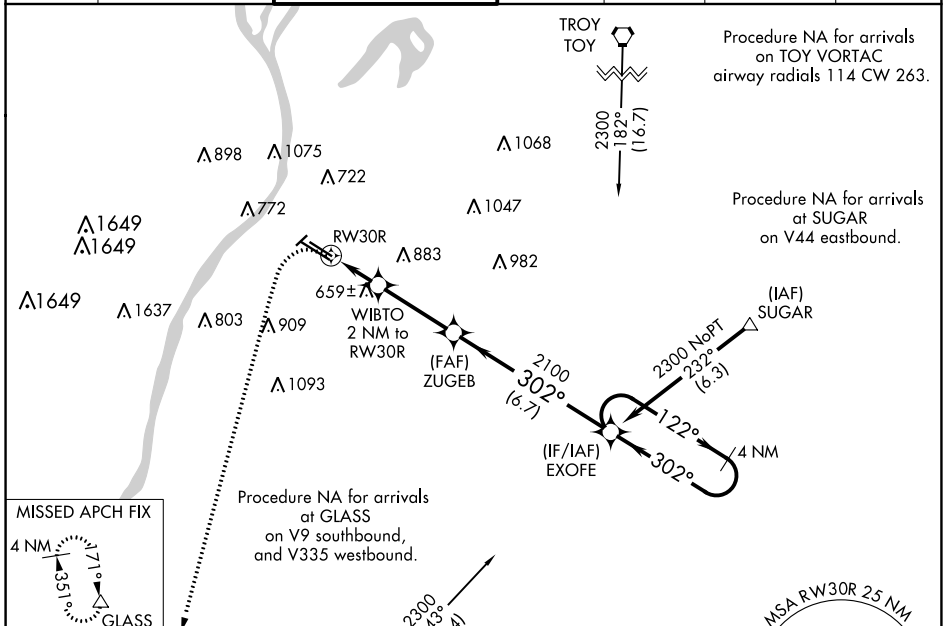 TROY
TOY
Procedure NA for arrivals
on TOY VORTAC
airway radials 114 CW 263.
2300
182°
(16.7)
898
1075
1068
722
772
1047
Procedure NA for arrivals
at SUGAR
on V44 eastbound.
1649
1649
RW30R
883
982
1649
1637
659±
803
909
WIBTO
2 NM to
RW30R
(IAF)
SUGAR
(FAF)
ZUGEB
2300 NoPT
232°
(6.3)
2100
302°
(6.7)
1093
122°
4 NM
302°
(IF/IAF)
EXOFE
Procedure NA for arrivals
at GLASS
on V9 southbound,
and V335 westbound.
MISSED APCH FIX
4 NM
171°
351°
GLASS
2300
MSA RW30R 25 NM